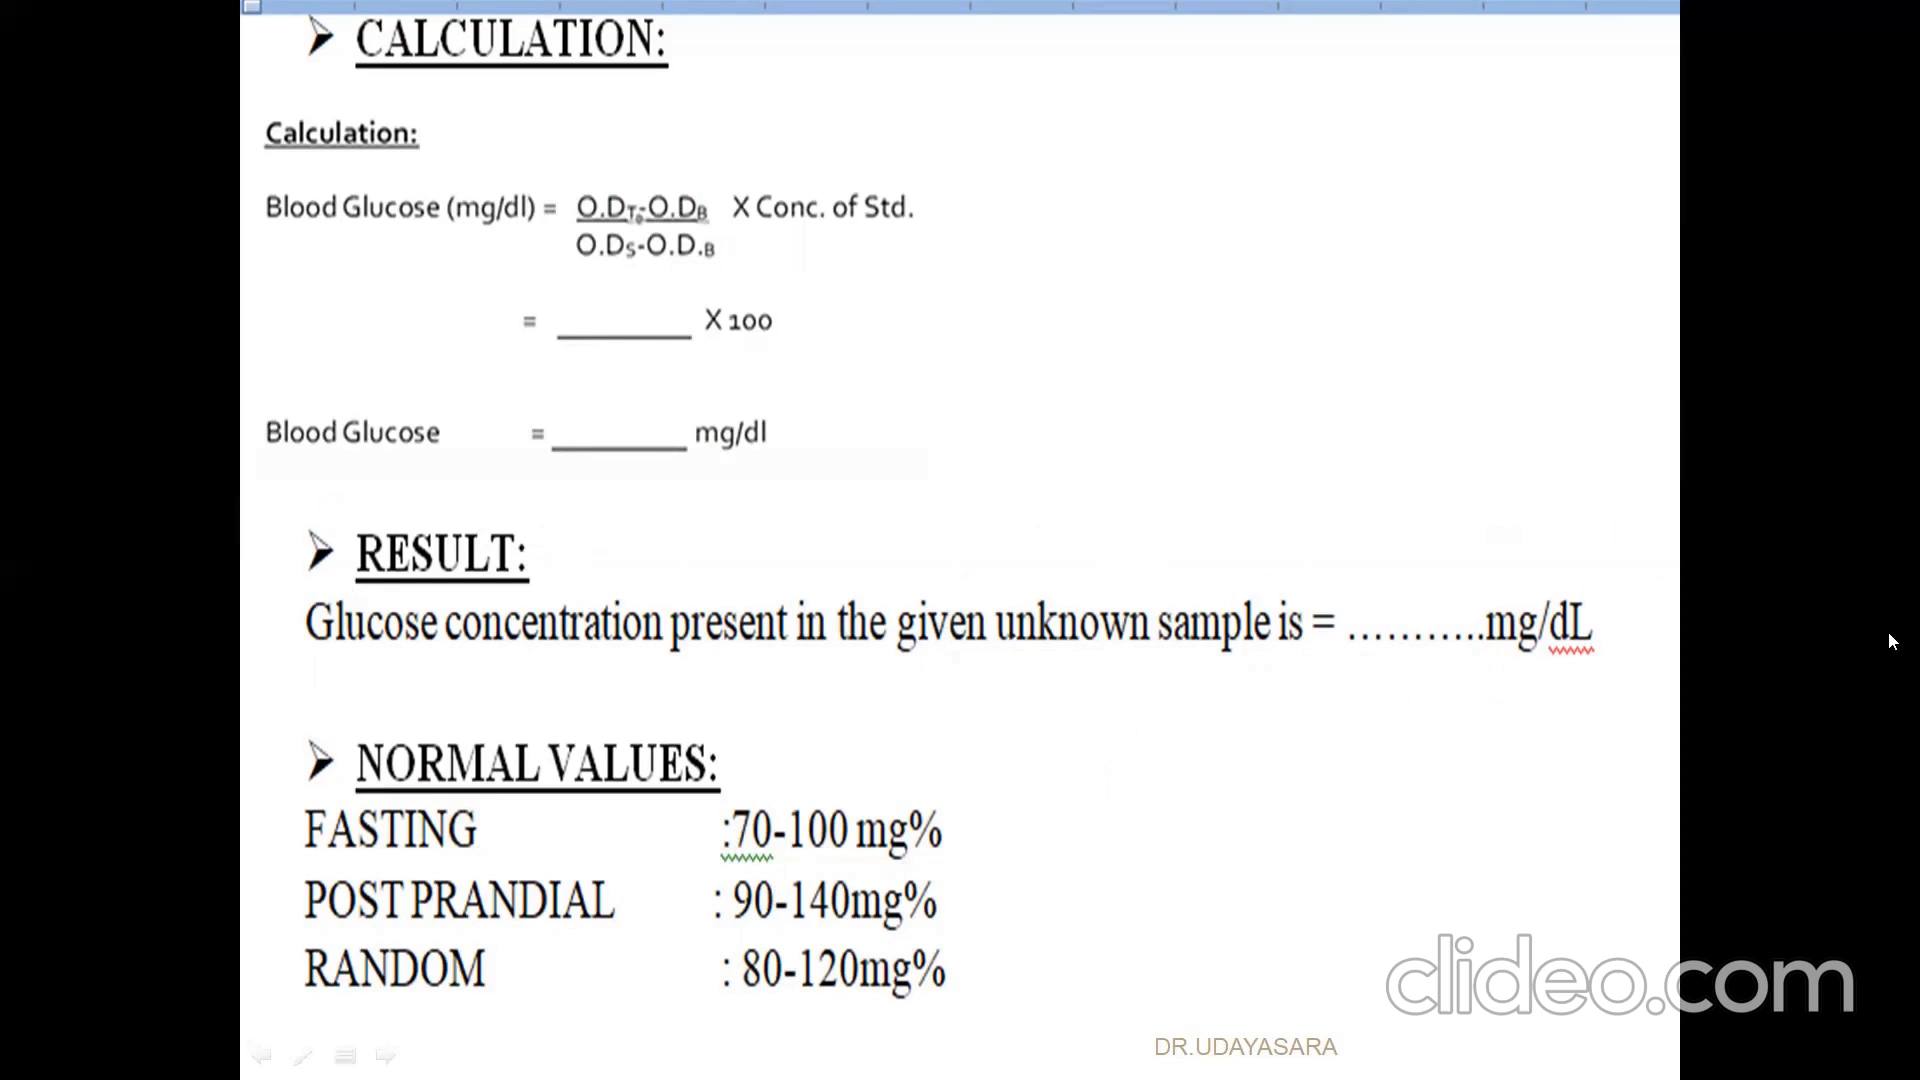 ➢ CALCULATION:
Calculation:
Blood Glucose (mg/dl) = O.DT-O.DB X Conc. of Std.
O.DS-O.D.B
= __________ X 100
Blood Glucose = __________ mg/dl
➢ RESULT:
Glucose concentration present in the given unknown sample is = ………..mg/dL
➢ NORMAL VALUES:
FASTING :70-100 mg%
POST PRANDIAL : 90-140mg%
RANDOM : 80-120mg%
clideo.com
DR.UDAYASARA